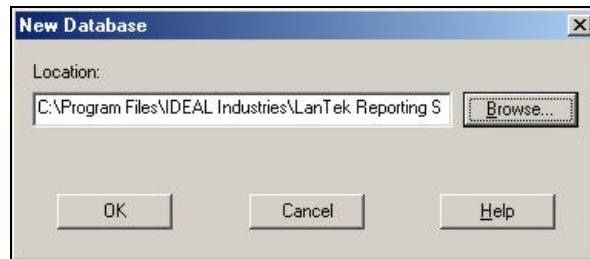 New Database
Location:
C:\Program Files\IDEAL Industries\LanTek Reporting S
Browse...
OK Cancel Help